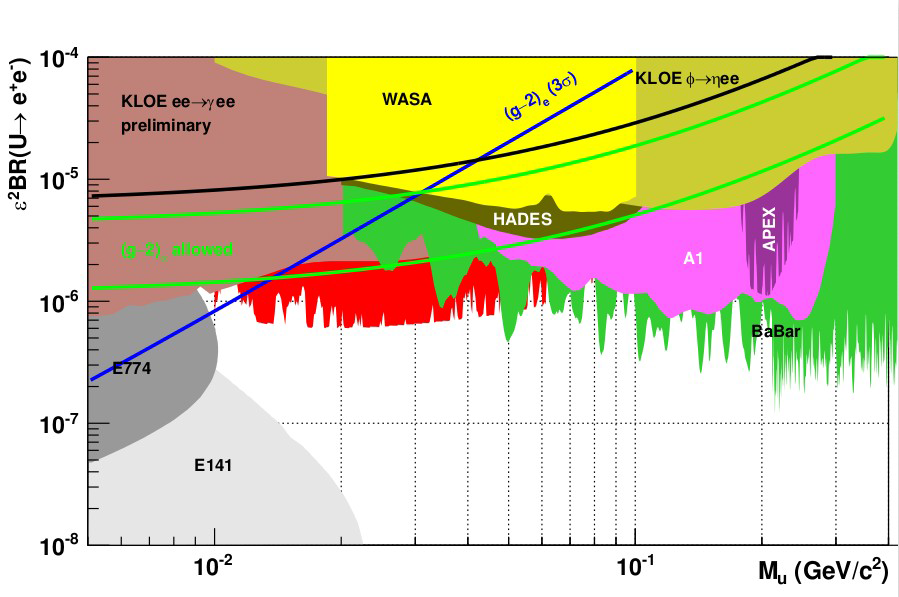 10⁻⁴
10⁻⁵
10⁻⁶
10⁻⁷
10⁻⁸
ε²BR(U→ e⁺e⁻)
KLOE ee→γee
preliminary
WASA
(g−2)ₑ (3σ)
KLOE ϕ→ηee
HADES
APEX
(g−2) allowed
A1
BaBar
E774
E141
10⁻²
10⁻¹
Mᵤ (GeV/c²)